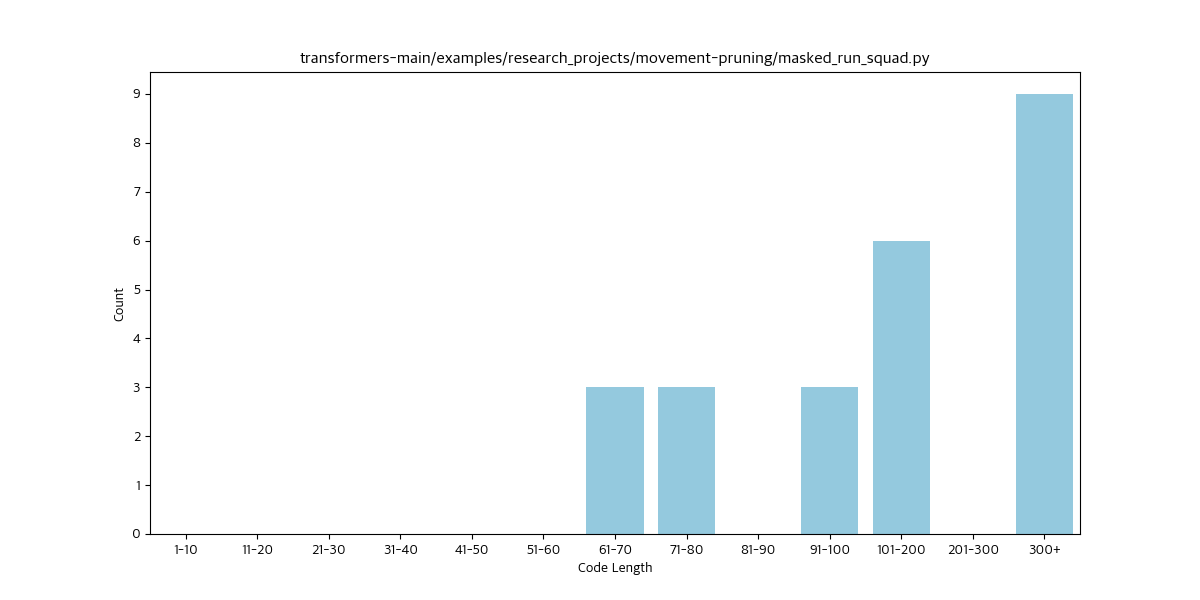 transformers-main/examples/research_projects/movement-pruning/masked_run_squad.py
9
8
7
6
5
4
3
2
1
0
Count
1-10 11-20 21-30 31-40 41-50 51-60 61-70 71-80 81-90 91-100 101-200 201-300 300+
Code Length